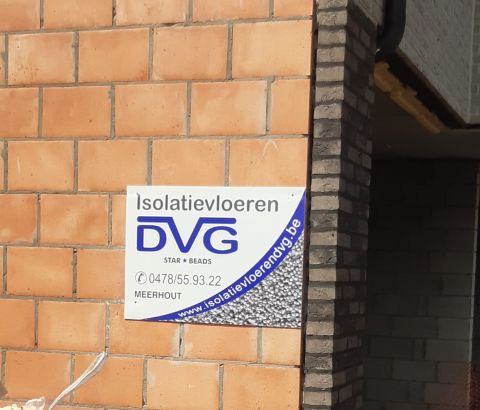 Isolatievloeren
DVG
STAR ★ BEADS
✆ 0478/55.93.22
MEERHOUT
www.isolatievloerendvg.be